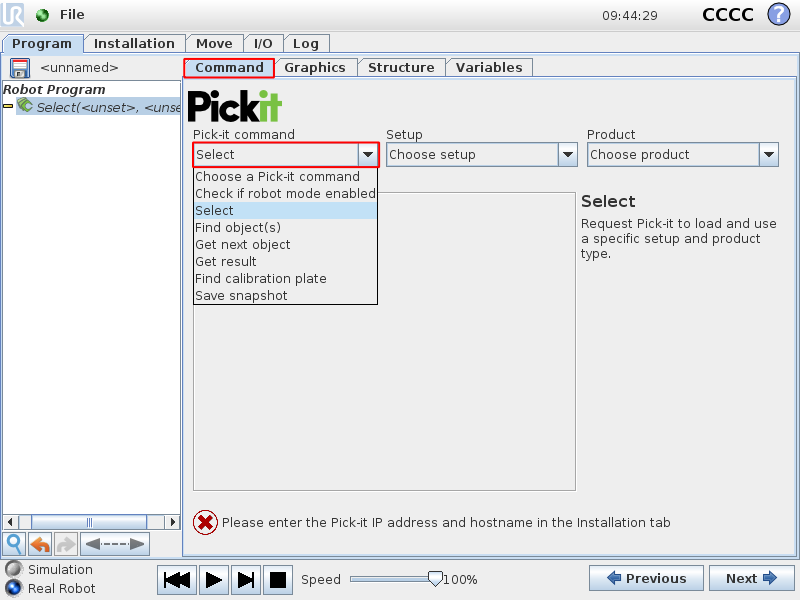 UR
File
09:44:29
CCCC
?
Program
Installation
Move
I/O
Log
<unnamed>
Command
Graphics
Structure
Variables
Robot Program
Select(<unset>, <unse
Pickit
Pick-it command
Setup
Product
Select
Choose setup
Choose product
Choose a Pick-it command
Check if robot mode enabled
Select
Find object(s)
Get next object
Get result
Find calibration plate
Save snapshot
Select
Request Pick-it to load and use
a specific setup and product
type.
Please enter the Pick-it IP address and hostname in the Installation tab
Simulation
Real Robot
Speed
100%
Previous
Next